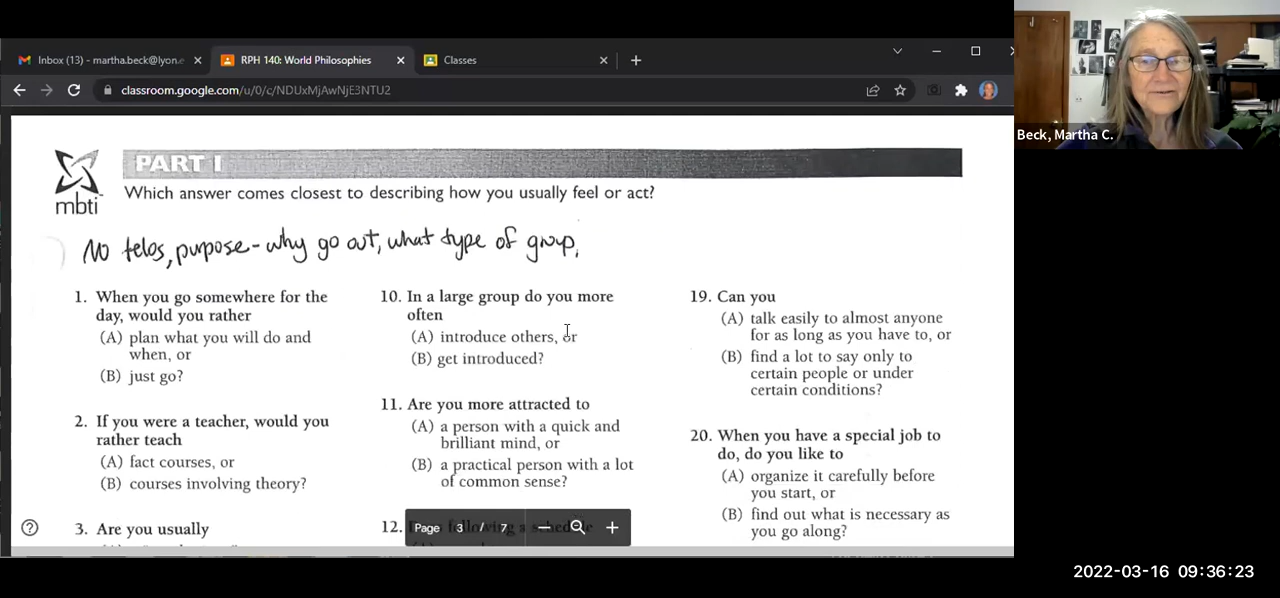 Inbox (13) - martha.beck@lyon.e
RPH 140: World Philosophies
Classes
classroom.google.com/u/0/c/NDUxMjAwNjE3NTU2
Beck, Martha C.
mbti
PART I
Which answer comes closest to describing how you usually feel or act?
No telos, purpose - why go out, what type of group,
1. When you go somewhere for the
day, would you rather
(A) plan what you will do and
when, or
(B) just go?
2. If you were a teacher, would you
rather teach
(A) fact courses, or
(B) courses involving theory?
3. Are you usually
10. In a large group do you more
often
(A) introduce others, or
(B) get introduced?
11. Are you more attracted to
(A) a person with a quick and
brilliant mind, or
(B) a practical person with a lot
of common sense?
12.
19. Can you
(A) talk easily to almost anyone
for as long as you have to, or
(B) find a lot to say only to
certain people or under
certain conditions?
20. When you have a special job to
do, do you like to
(A) organize it carefully before
you start, or
(B) find out what is necessary as
you go along?
Page 3 / 7
2022-03-16 09:36:23